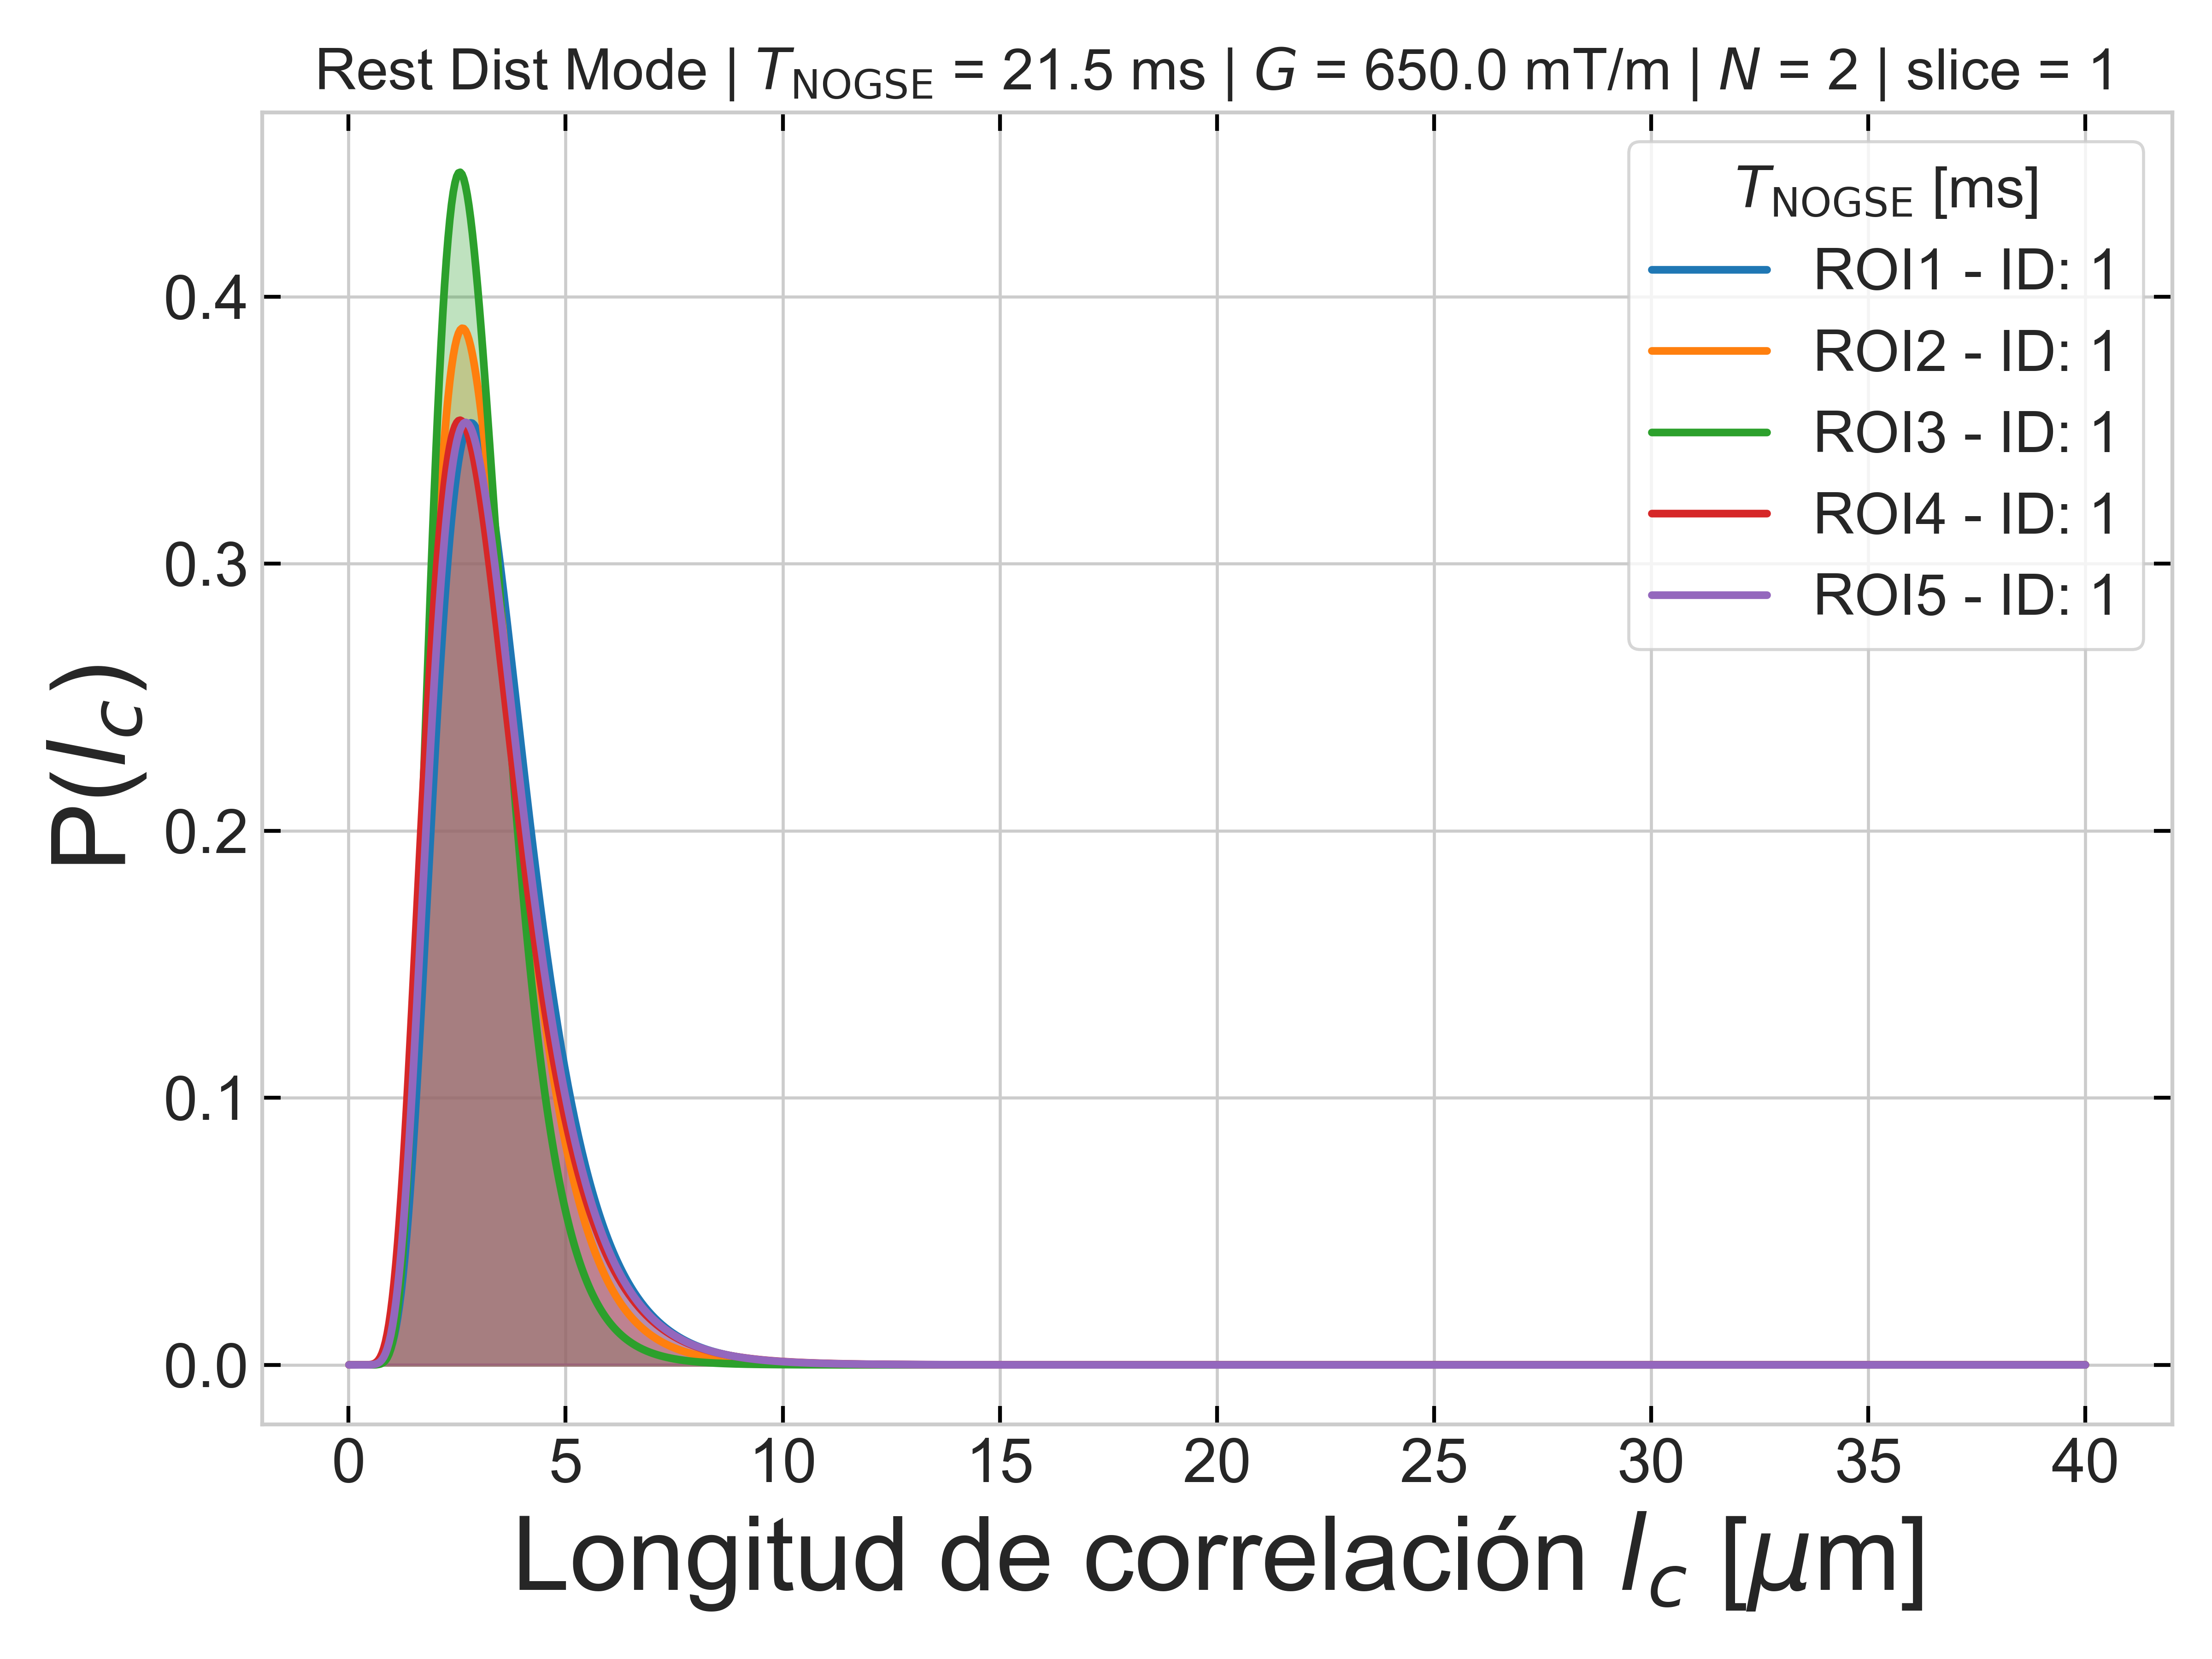 Rest Dist Mode | T_NOGSE = 21.5 ms | G = 650.0 mT/m | N = 2 | slice = 1
T_NOGSE [ms]
ROI1 - ID: 1
ROI2 - ID: 1
ROI3 - ID: 1
ROI4 - ID: 1
ROI5 - ID: 1
P(l_c)
0.4
0.3
0.2
0.1
0.0
0 5 10 15 20 25 30 35 40
Longitud de correlación l_c [μm]